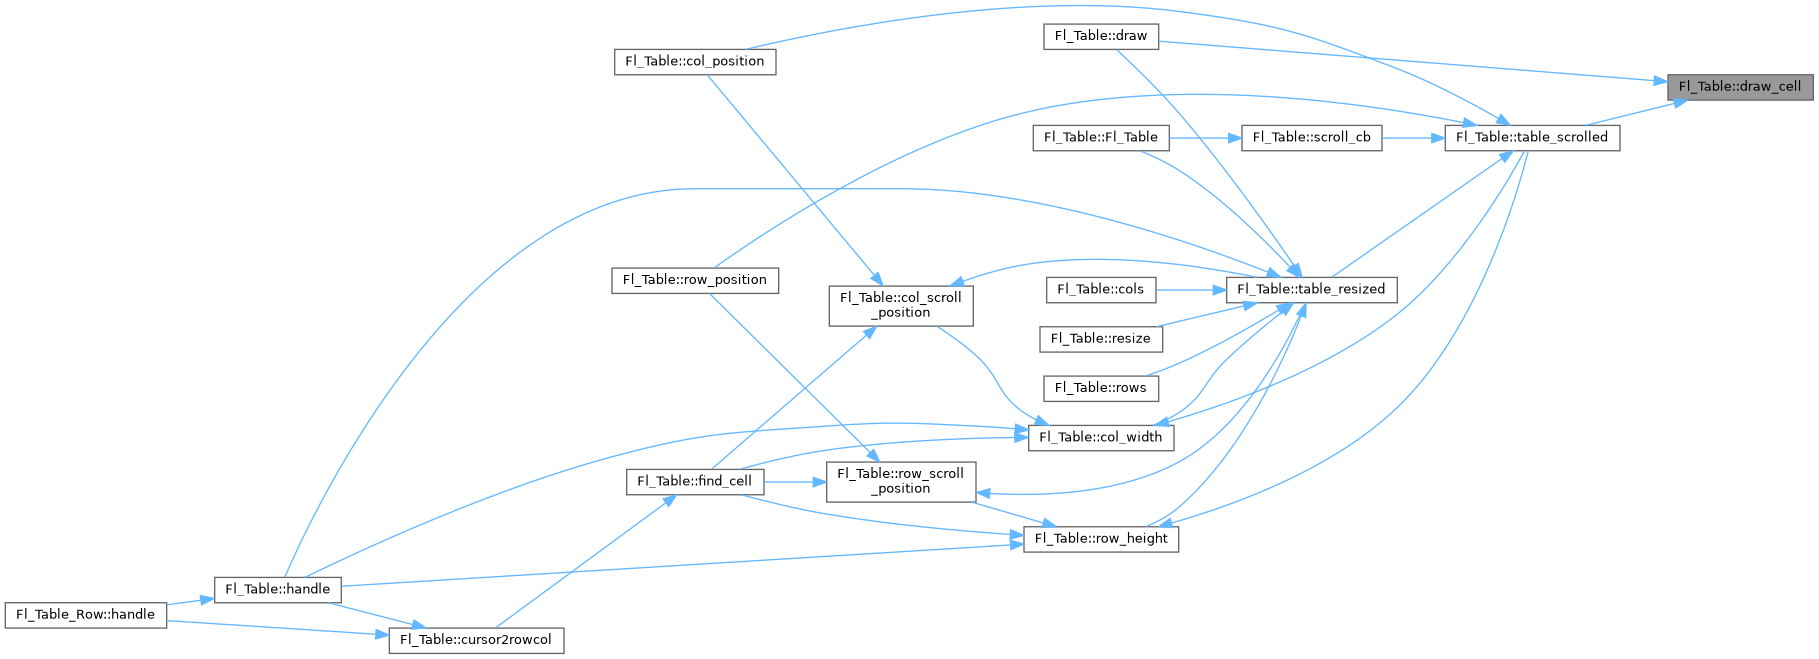 Fl_Table::draw
Fl_Table::col_position
Fl_Table::draw_cell
Fl_Table::Fl_Table
Fl_Table::scroll_cb
Fl_Table::table_scrolled
Fl_Table::row_position
Fl_Table::col_scroll
_position
Fl_Table::cols
Fl_Table::table_resized
Fl_Table::resize
Fl_Table::rows
Fl_Table::col_width
Fl_Table::find_cell
Fl_Table::row_scroll
_position
Fl_Table::row_height
Fl_Table::handle
Fl_Table_Row::handle
Fl_Table::cursor2rowcol